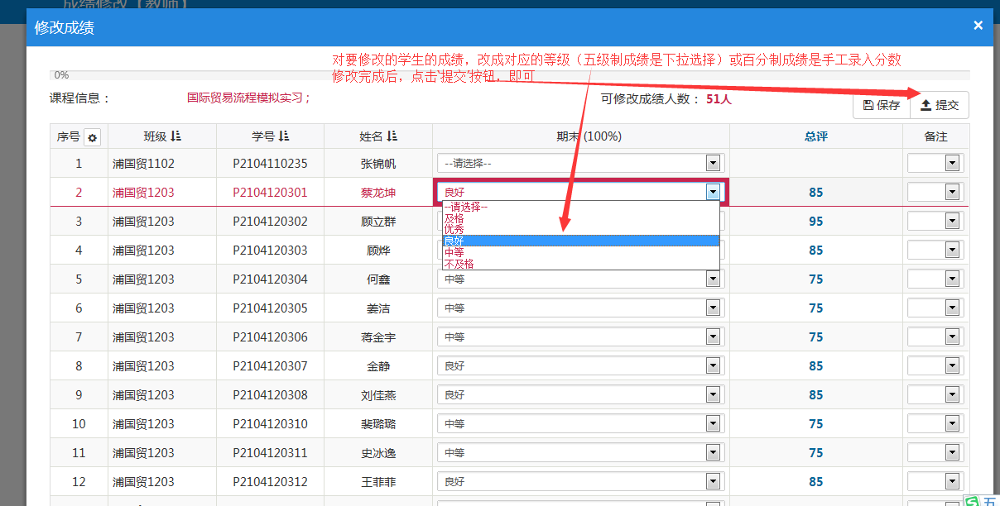 成绩修改【教师】
修改成绩 ×
对要修改的学生的成绩，改成对应的等级（五级制成绩是下拉选择）或百分制成绩是手工录入分数
修改完成后，点击‘提交’按钮，即可
0%
课程信息： 国际贸易流程模拟实习； 可修改成绩人数： 51人 保存 提交
序号 班级 学号 姓名 期末 (100%) 总评 备注
1 浦国贸1102 P2104110235 张锦帆 --请选择--
2 浦国贸1203 P2104120301 蔡龙坤 良好 85
--请选择--
及格
优秀
良好
中等
不及格
3 浦国贸1203 P2104120302 顾立群 95
4 浦国贸1203 P2104120303 顾烨 85
5 浦国贸1203 P2104120304 何鑫 中等 75
6 浦国贸1203 P2104120305 姜洁 中等 75
7 浦国贸1203 P2104120306 蒋金宇 中等 75
8 浦国贸1203 P2104120307 金静 良好 85
9 浦国贸1203 P2104120308 刘佳燕 良好 85
10 浦国贸1203 P2104120310 裴璐璐 中等 75
11 浦国贸1203 P2104120311 史冰逸 中等 75
12 浦国贸1203 P2104120312 王菲菲 良好 85
五